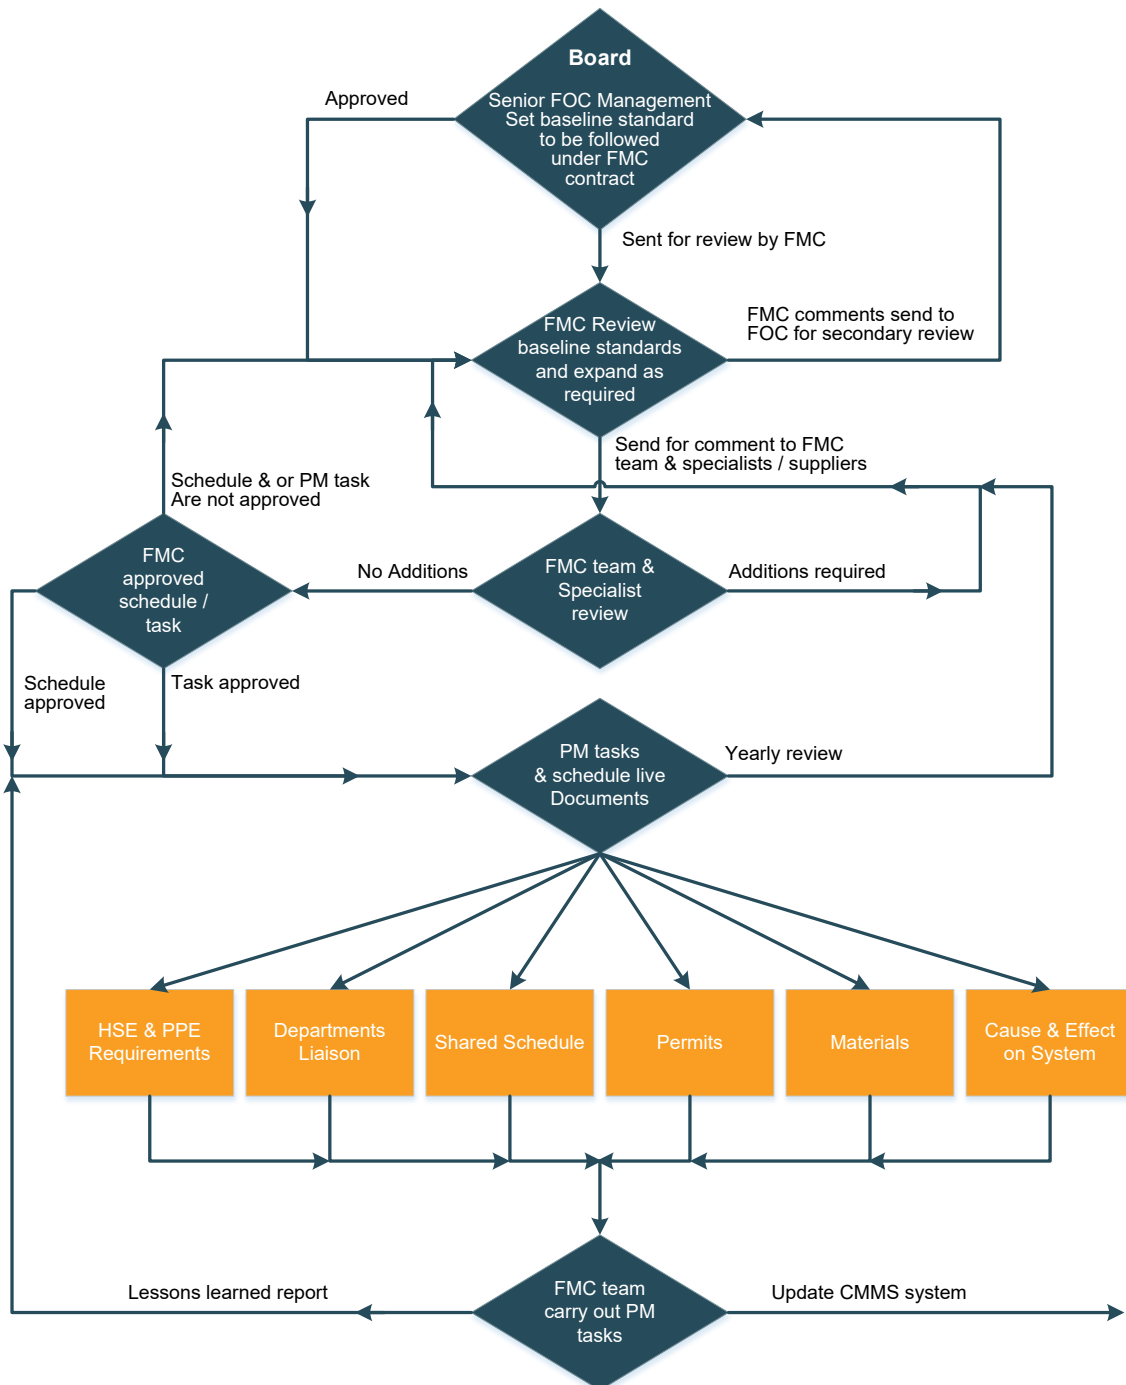 Board
Approved
Senior FOC Management
Set baseline standard
to be followed
under FMC
contract
Sent for review by FMC
FMC comments send to
FOC for secondary review
FMC Review
baseline standards
and expand as
required
Send for comment to FMC
team & specialists / suppliers
Schedule & or PM task
Are not approved
FMC
approved
schedule /
task
No Additions
FMC team &
Specialist
review
Additions required
Schedule
approved
Task approved
PM tasks
& schedule live
Documents
Yearly review
HSE & PPE
Requirements
Departments
Liaison
Shared Schedule
Permits
Materials
Cause & Effect
on System
Lessons learned report
FMC team
carry out PM
tasks
Update CMMS system